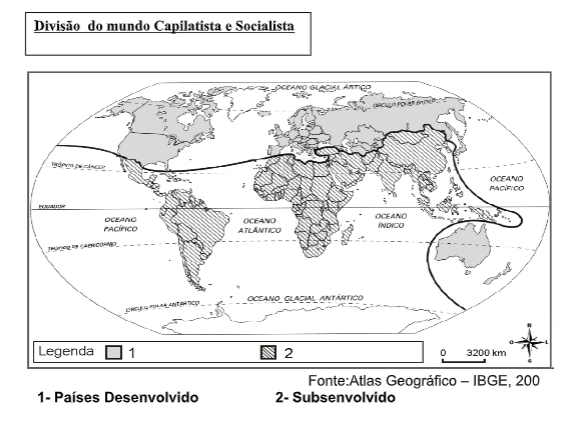 Divisão do mundo Capilatista e Socialista
OCEANO GLACIAL ÁRTICO
CÍRCULO POLAR ÁRTICO
TRÓPICO DE CÂNCER
OCEANO
PACÍFICO
EQUADOR
OCEANO
PACÍFICO
OCEANO
ATLÂNTICO
OCEANO
ÍNDICO
TRÓPICO DE CAPRICÓRNIO
CÍRCULO POLAR ANTÁRTICO
OCEANO GLACIAL ANTÁRTICO
Legenda 1 2
0 3200 km
N
O L
S
Fonte:Atlas Geográfico – IBGE, 200
1- Países Desenvolvido 2- Subsenvolvido